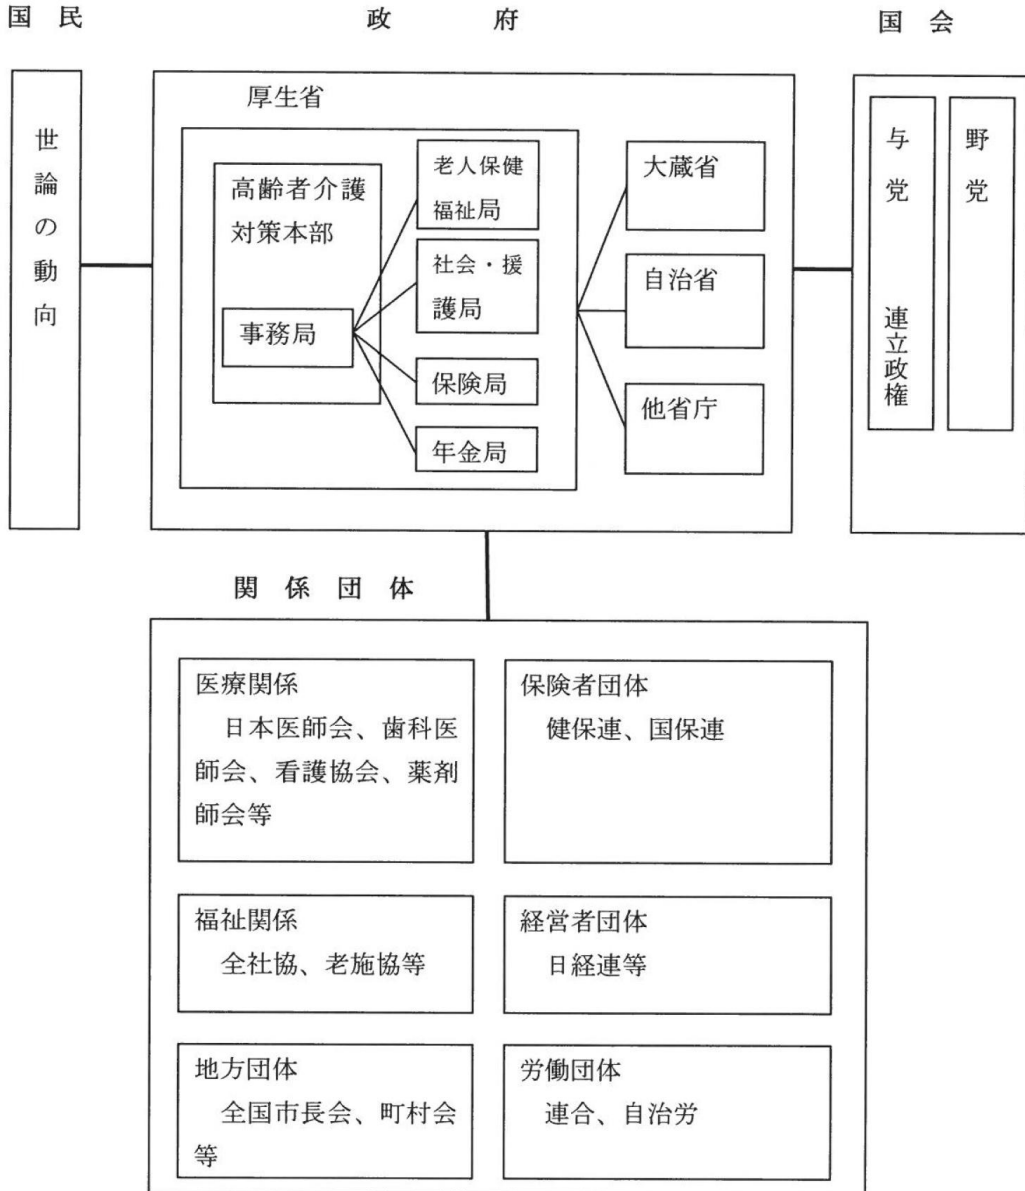 国民
政府
国会
世論の動向
厚生省
高齢者介護
対策本部
事務局
老人保健
福祉局
社会・援
護局
保険局
年金局
大蔵省
自治省
他省庁
与党 連立政権
野党
関係団体
医療関係
日本医師会、歯科医
師会、看護協会、薬剤
師会等
保険者団体
健保連、国保連
福祉関係
全社協、老施協等
経営者団体
日経連等
地方団体
全国市長会、町村会
等
労働団体
連合、自治労